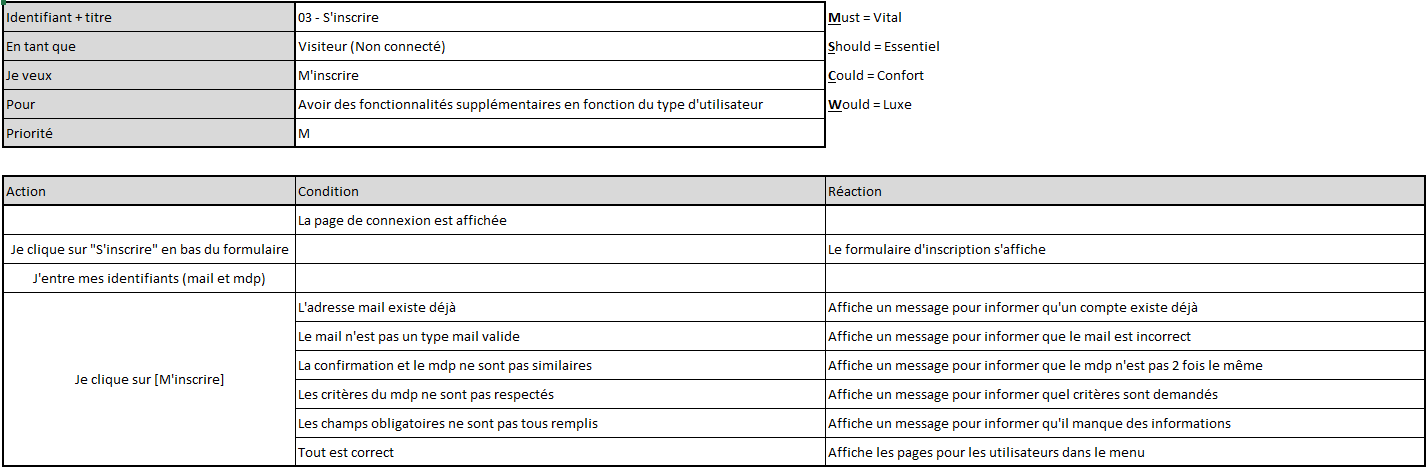 Identifiant + titre 03 - S'inscrire Must = Vital
En tant que Visiteur (Non connecté) Should = Essentiel
Je veux M'inscrire Could = Confort
Pour Avoir des fonctionnalités supplémentaires en fonction du type d'utilisateur Would = Luxe
Priorité M
Action Condition Réaction
La page de connexion est affichée
Je clique sur "S'inscrire" en bas du formulaire Le formulaire d'inscription s'affiche
J'entre mes identifiants (mail et mdp)
L'adresse mail existe déjà Affiche un message pour informer qu'un compte existe déjà
Le mail n'est pas un type mail valide Affiche un message pour informer que le mail est incorrect
La confirmation et le mdp ne sont pas similaires Affiche un message pour informer que le mdp n'est pas 2 fois le même
Je clique sur [M'inscrire]
Les critères du mdp ne sont pas respectés Affiche un message pour informer quel critères sont demandés
Les champs obligatoires ne sont pas tous remplis Affiche un message pour informer qu'il manque des informations
Tout est correct Affiche les pages pour les utilisateurs dans le menu